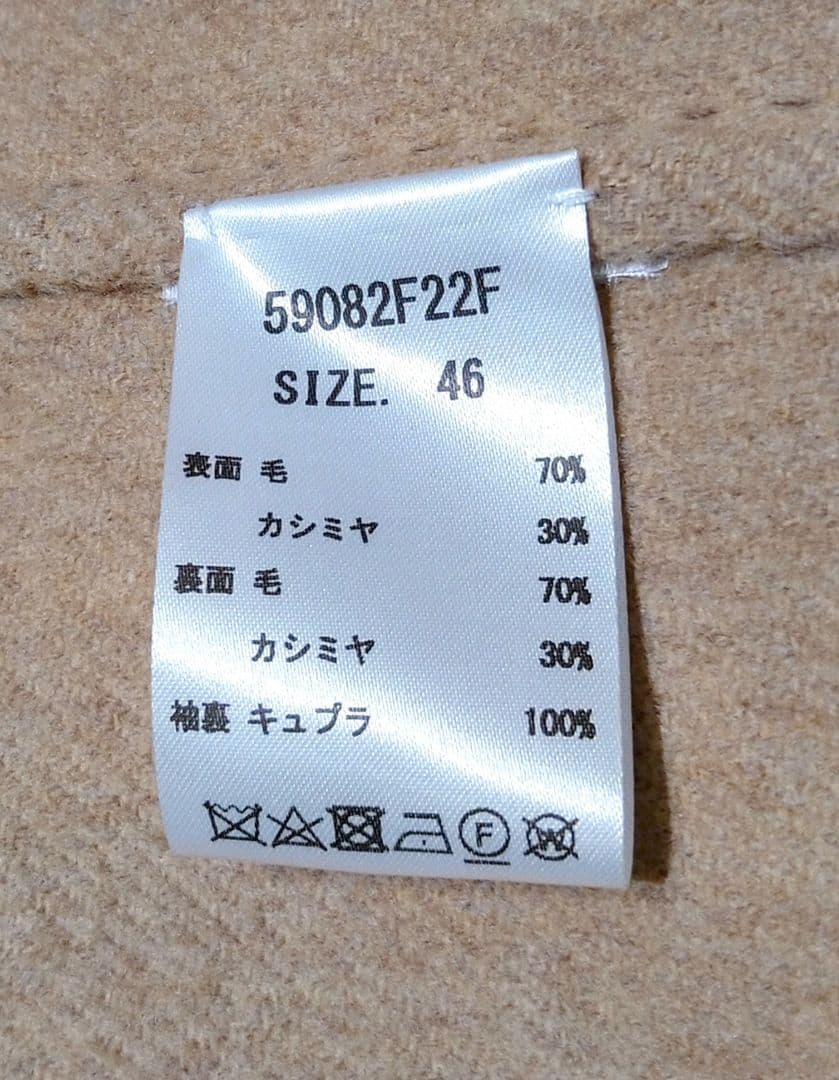 59082F22F
SIZE. 46
表面 毛 70%
カシミヤ 30%
裏面 毛 70%
カシミヤ 30%
袖裏 キュプラ 100%
F W